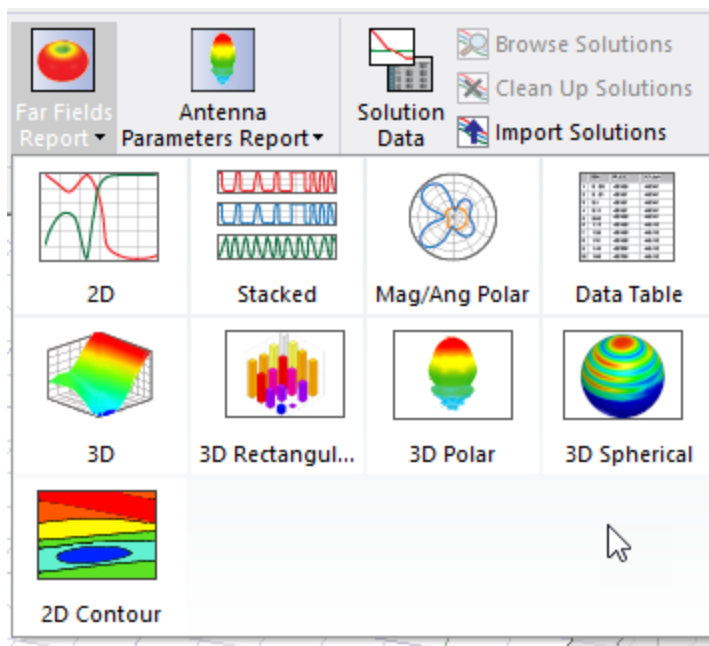 Far Fields
Report
Antenna
Parameters Report
Solution
Data
Browse Solutions
Clean Up Solutions
Import Solutions
2D
Stacked
Mag/Ang Polar
Data Table
3D
3D Rectangul...
3D Polar
3D Spherical
2D Contour